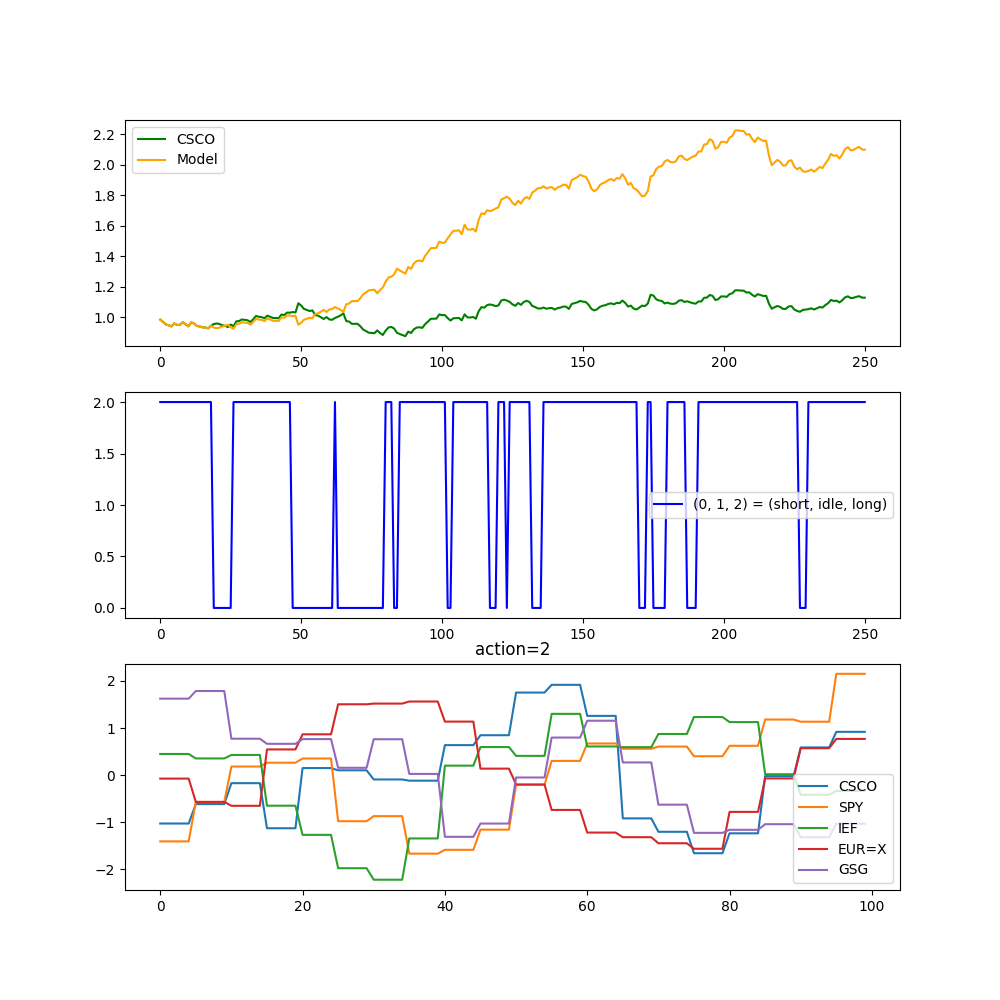 CSCO
Model
2.2
2.0
1.8
1.6
1.4
1.2
1.0
0 50 100 150 200 250
2.0
1.5
1.0
0.5
0.0
(0, 1, 2) = (short, idle, long)
0 50 100 150 200 250
action=2
2
1
0
−1
−2
CSCO
SPY
IEF
EUR=X
GSG
0 20 40 60 80 100